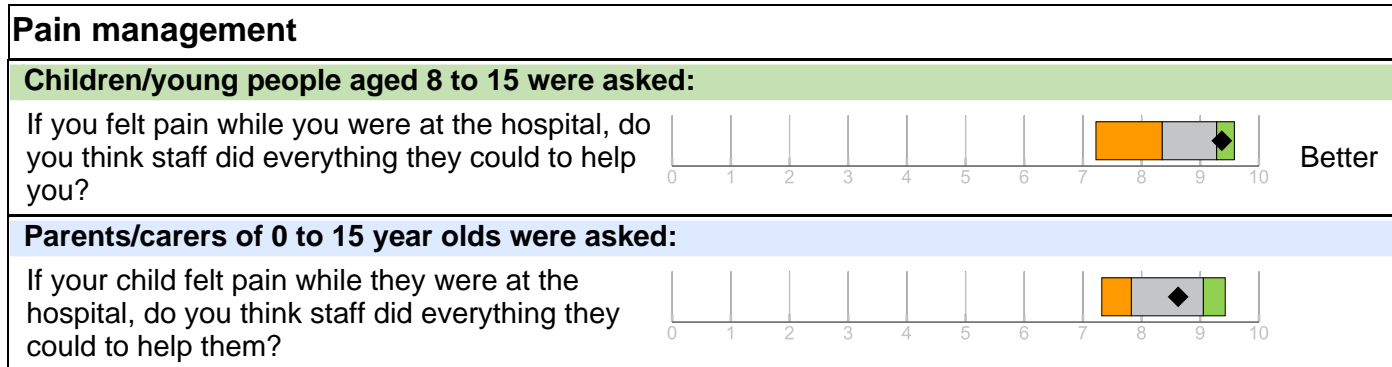 Pain management
Children/young people aged 8 to 15 were asked:
If you felt pain while you were at the hospital, do
you think staff did everything they could to help
you?
0 1 2 3 4 5 6 7 8 9 10
Better
Parents/carers of 0 to 15 year olds were asked:
If your child felt pain while they were at the
hospital, do you think staff did everything they
could to help them?
0 1 2 3 4 5 6 7 8 9 10